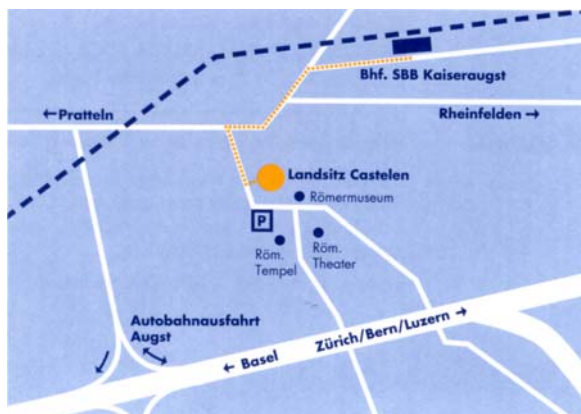 Bhf. SBB Kaiseraugst
←Pratteln
Rheinfelden→
Landsitz Castelen
Römermuseum
P
Röm.
Tempel
Röm.
Theater
Autobahnausfahrt
Augst
← Basel
Zürich/Bern/Luzern →